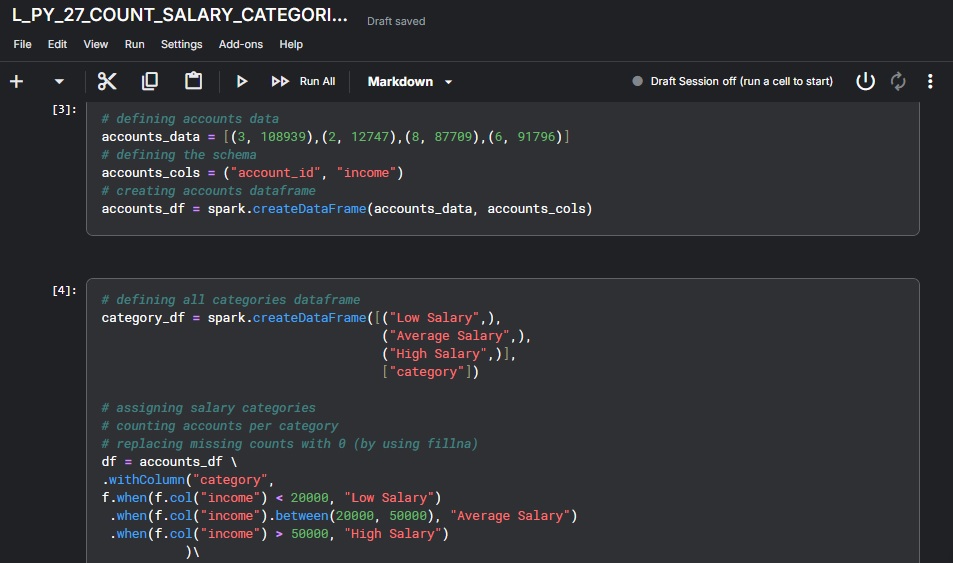 L_PY_27_COUNT_SALARY_CATEGORI... Draft saved
File Edit View Run Settings Add-ons Help
+ Run All Markdown Draft Session off (run a cell to start)
[3]:
# defining accounts data
accounts_data = [(3, 108939),(2, 12747),(8, 87709),(6, 91796)]
# defining the schema
accounts_cols = ("account_id", "income")
# creating accounts dataframe
accounts_df = spark.createDataFrame(accounts_data, accounts_cols)
[4]:
# defining all categories dataframe
category_df = spark.createDataFrame([("Low Salary",),
("Average Salary",),
("High Salary",)],
["category"])
# assigning salary categories
# counting accounts per category
# replacing missing counts with 0 (by using fillna)
df = accounts_df \
.withColumn("category",
f.when(f.col("income") < 20000, "Low Salary")
.when(f.col("income").between(20000, 50000), "Average Salary")
.when(f.col("income") > 50000, "High Salary")
)\